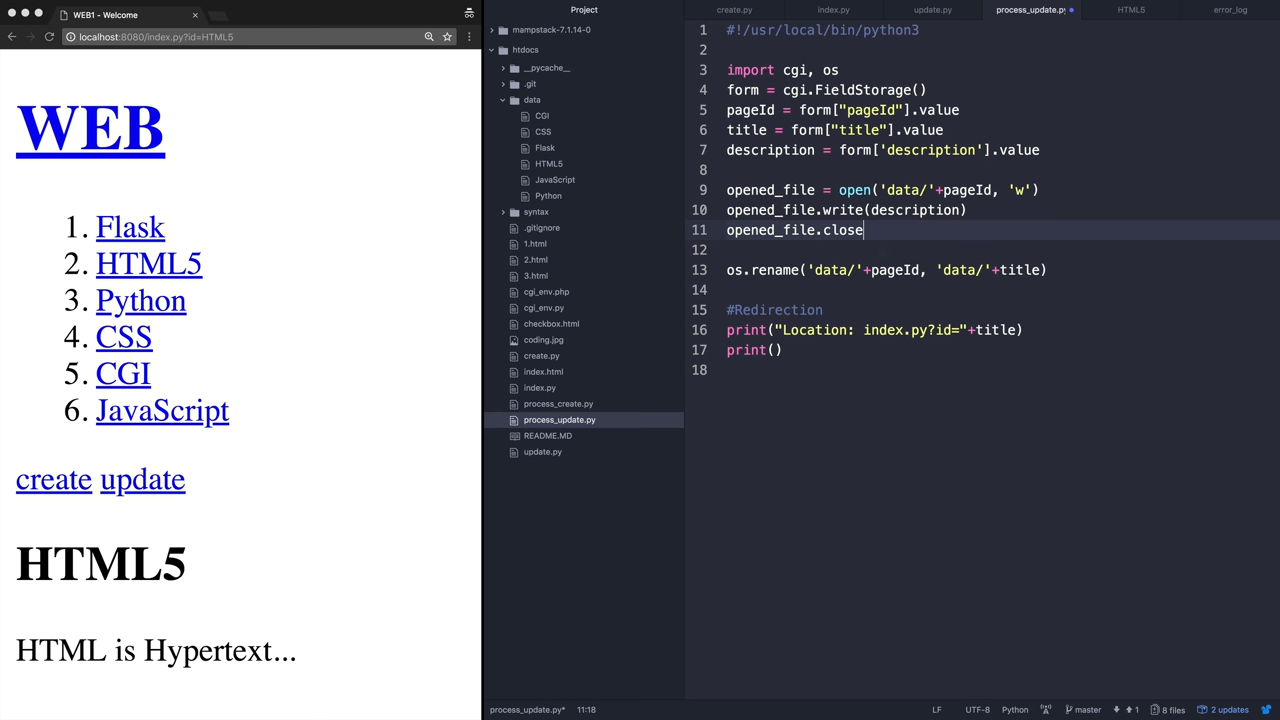 WEB1 - Welcome
localhost:8080/index.py?id=HTML5
WEB
1. Flask
2. HTML5
3. Python
4. CSS
5. CGI
6. JavaScript
create update
HTML5
HTML is Hypertext...
Project
mampstack-7.1.14-0
htdocs
__pycache__
.git
data
CGI
CSS
Flask
HTML5
JavaScript
Python
syntax
.gitignore
1.html
2.html
3.html
cgi_env.php
cgi_env.py
checkbox.html
coding.jpg
create.py
index.html
index.py
process_create.py
process_update.py
README.MD
update.py
create.py index.py update.py process_update.py HTML5 error_log
1 #!/usr/local/bin/python3
2
3 import cgi, os
4 form = cgi.FieldStorage()
5 pageId = form["pageId"].value
6 title = form["title"].value
7 description = form['description'].value
8
9 opened_file = open('data/'+pageId, 'w')
10 opened_file.write(description)
11 opened_file.close
12
13 os.rename('data/'+pageId, 'data/'+title)
14
15 #Redirection
16 print("Location: index.py?id="+title)
17 print()
18
process_update.py* 11:18 LF UTF-8 Python master 1 8 files 2 updates